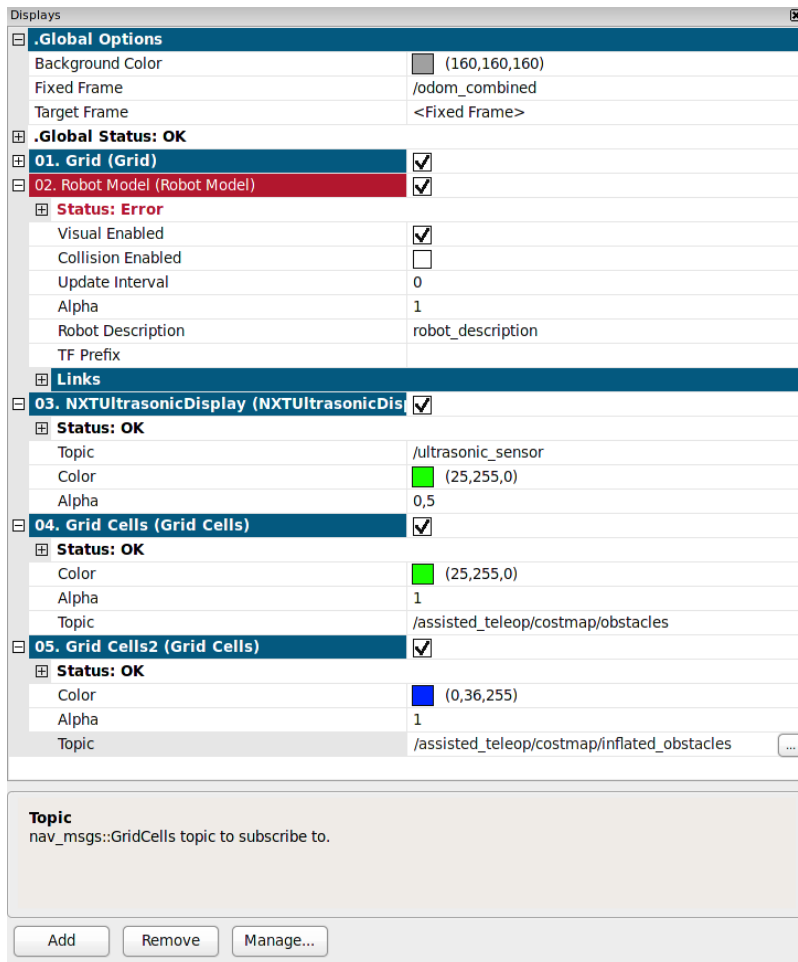 Displays
.Global Options
Background Color (160,160,160)
Fixed Frame /odom_combined
Target Frame <Fixed Frame>
.Global Status: OK
01. Grid (Grid)
02. Robot Model (Robot Model)
Status: Error
Visual Enabled
Collision Enabled
Update Interval 0
Alpha 1
Robot Description robot_description
TF Prefix
Links
03. NXTUltrasonicDisplay (NXTUltrasonicDis
Status: OK
Topic /ultrasonic_sensor
Color (25,255,0)
Alpha 0,5
04. Grid Cells (Grid Cells)
Status: OK
Color (25,255,0)
Alpha 1
Topic /assisted_teleop/costmap/obstacles
05. Grid Cells2 (Grid Cells)
Status: OK
Color (0,36,255)
Alpha 1
Topic /assisted_teleop/costmap/inflated_obstacles ...
Topic
nav_msgs::GridCells topic to subscribe to.
Add Remove Manage...